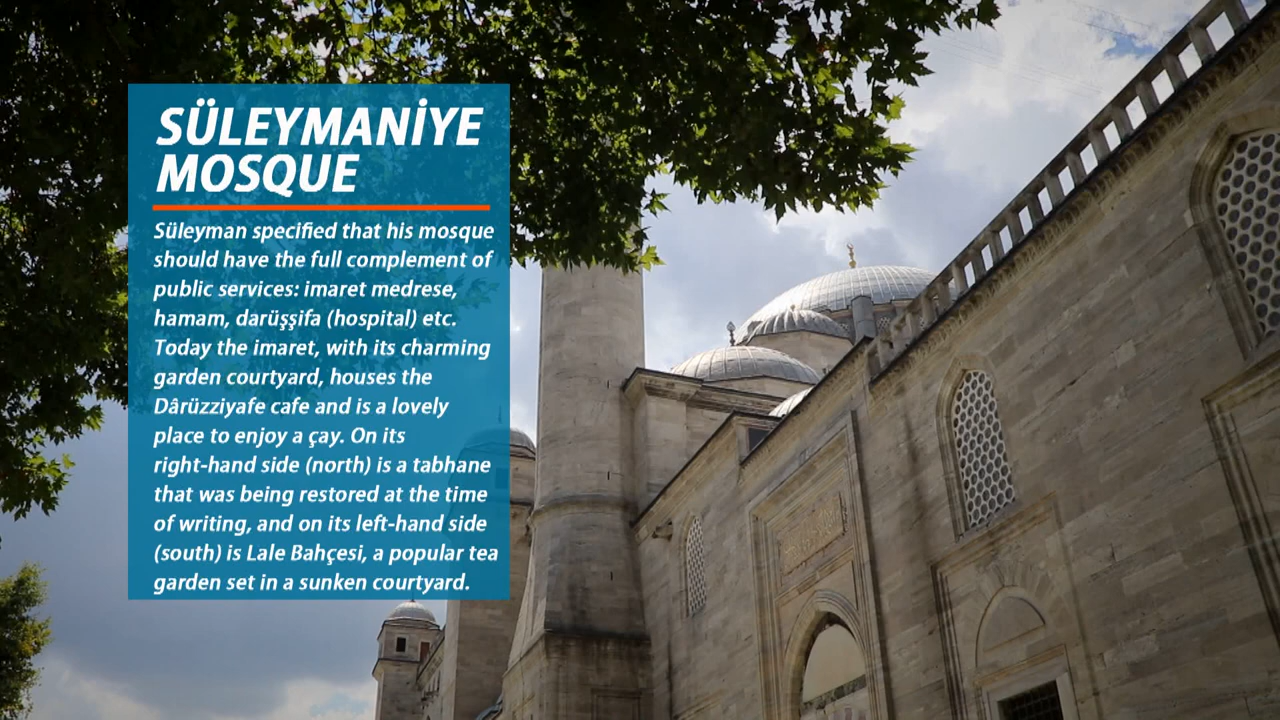 SÜLEYMANİYE
MOSQUE
Süleyman specified that his mosque
should have the full complement of
public services: imaret medrese,
hamam, darüşşifa (hospital) etc.
Today the imaret, with its charming
garden courtyard, houses the
Dârüzziyafe cafe and is a lovely
place to enjoy a çay. On its
right-hand side (north) is a tabhane
that was being restored at the time
of writing, and on its left-hand side
(south) is Lale Bahçesi, a popular tea
garden set in a sunken courtyard.